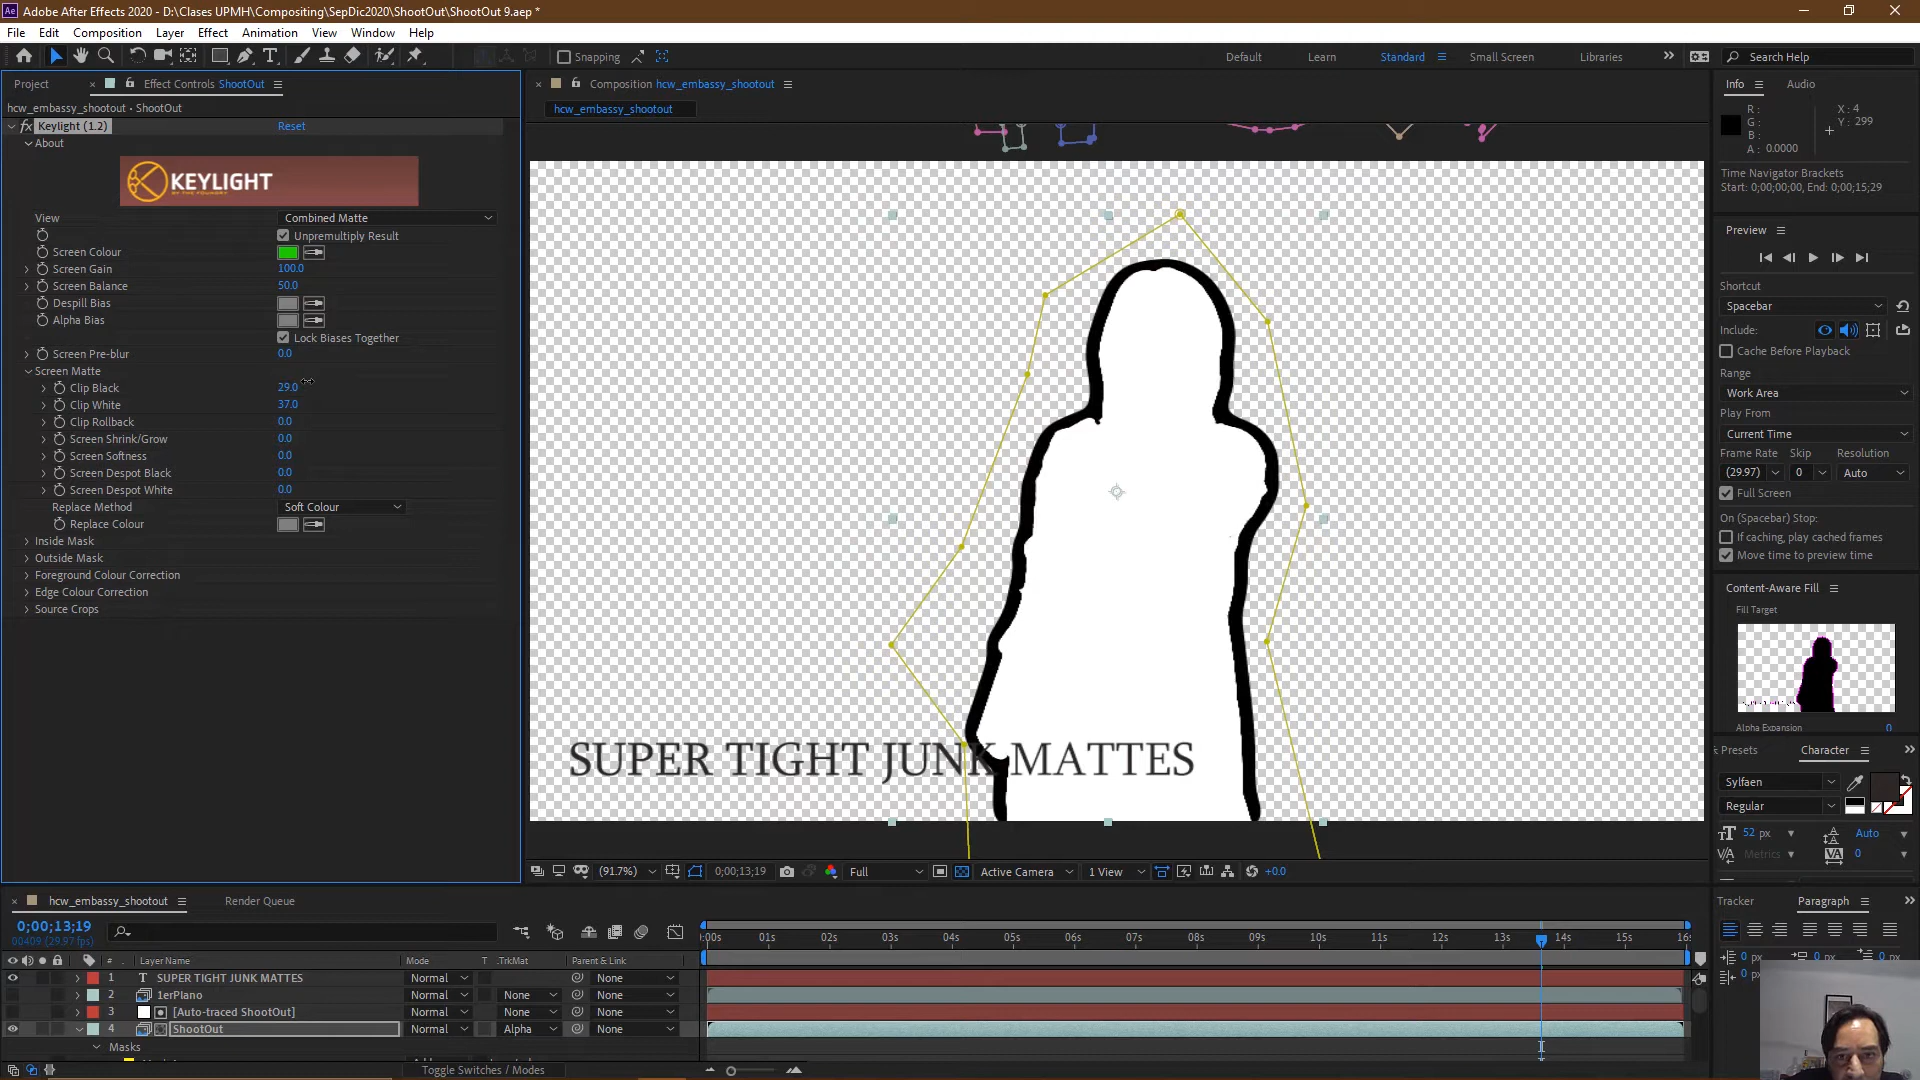 Adobe After Effects 2020 - D:\Clases UPMH\Compositing\SepDic2020\ShootOut\ShootOut 9.aep *
File Edit Composition Layer Effect Animation View Window Help
Snapping
Default Learn Standard Small Screen Libraries Search Help
Project Effect Controls ShootOut
hcw_embassy_shootout • ShootOut
fx Keylight (1.2) Reset
About
KEYLIGHT
View Combined Matte
Unpremultiply Result
Screen Colour
Screen Gain 100.0
Screen Balance 50.0
Despill Bias
Alpha Bias
Lock Biases Together
Screen Pre-blur 0.0
Screen Matte
Clip Black 29.0
Clip White 37.0
Clip Rollback 0.0
Screen Shrink/Grow 0.0
Screen Softness 0.0
Screen Despot Black 0.0
Screen Despot White 0.0
Replace Method Soft Colour
Replace Colour
Inside Mask
Outside Mask
Foreground Colour Correction
Edge Colour Correction
Source Crops
Composition hcw_embassy_shootout
hcw_embassy_shootout
SUPER TIGHT JUNK MATTES
(91.7%) 0;00;13;19 Full Active Camera 1 View +0.0
Info Audio
R: X: 4
G: Y: 299
B:
A: 0.0000
Time Navigator Brackets
Start: 0;00;00;00, End: 0;00;15;29
Preview
Shortcut
Spacebar
Include:
Cache Before Playback
Range
Work Area
Play From
Current Time
Frame Rate Skip Resolution
(29.97) 0 Auto
Full Screen
On (Spacebar) Stop:
If caching, play cached frames
Move time to preview time
Content-Aware Fill
Fill Target
Alpha Expansion 0
Presets Character
Sylfaen
Regular
52 px Auto
Metrics 0
Tracker Paragraph
0 px 0 px 0 px
0 px
hcw_embassy_shootout Render Queue
0;00;13;19
00409 (29.97 fps)
:00s 01s 02s 03s 04s 05s 06s 07s 08s 09s 10s 11s 12s 13s 14s 15s 16s
# Layer Name Mode T TrkMat Parent & Link
1 T SUPER TIGHT JUNK MATTES Normal None
2 1erPlano Normal None None
3 [Auto-traced ShootOut] Normal None None
4 ShootOut Normal Alpha None
Masks
Toggle Switches / Modes